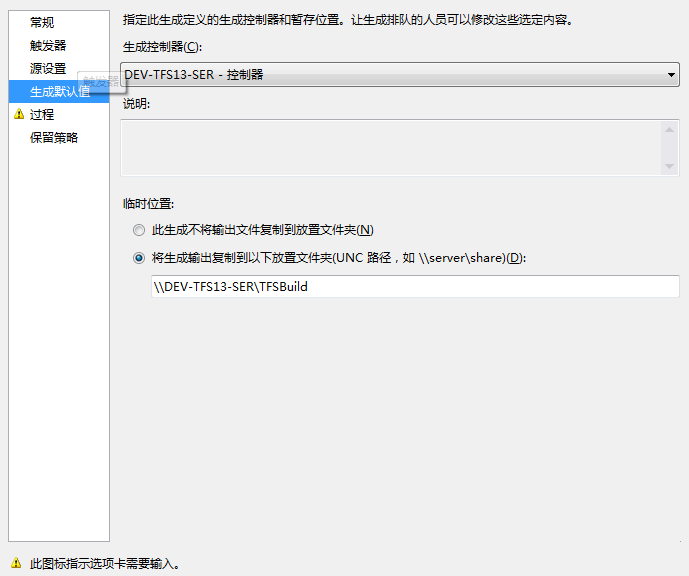 常规
触发器
源设置
触发器
生成默认值
过程
保留策略
指定此生成定义的生成控制器和暂存位置。让生成排队的人员可以修改这些选定内容。
生成控制器(C):
DEV-TFS13-SER - 控制器
说明:
临时位置:
此生成不将输出文件复制到放置文件夹(N)
将生成输出复制到以下放置文件夹(UNC 路径，如 \\server\share)(D):
\\DEV-TFS13-SER\TFSBuild
此图标指示选项卡需要输入。